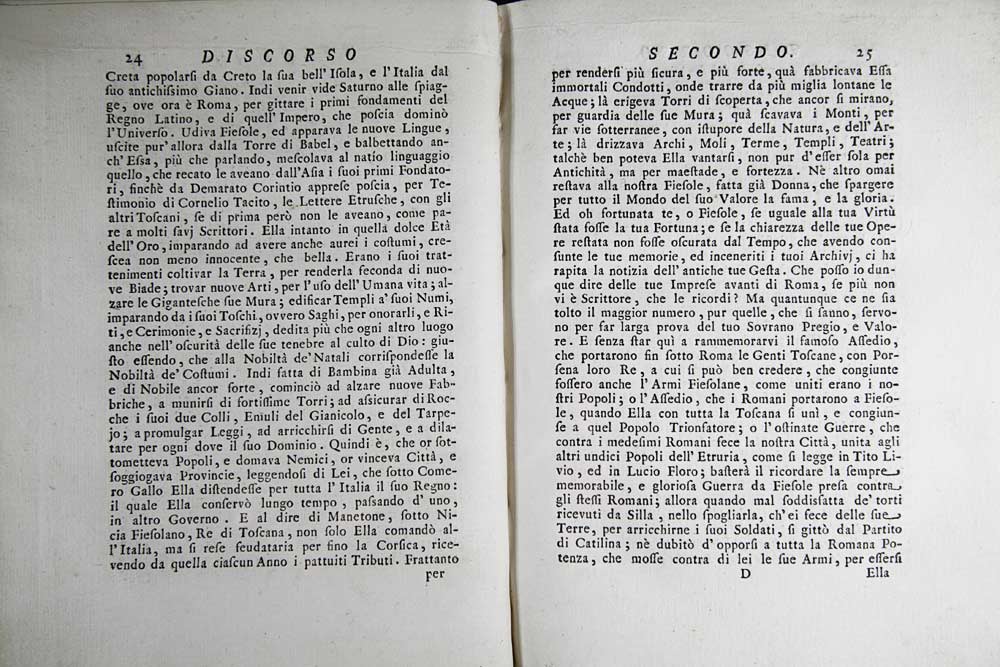 24 DISCORSO
Creta popolarſi da Creto la ſua bell' Iſola, e l'Italia dal
ſuo antichiſſimo Giano. Indi venir vide Saturno alle ſpiag-
ge, ove ora è Roma, per gittare i primi fondamenti del
Regno Latino, e di quell'Impero, che poſcia dominò
l'Univerſo. Udiva Fieſole, ed apparava le nuove Lingue,
uſcite pur'allora dalla Torre di Babel, e balbettando an-
ch' Eſſa, più che parlando, meſcolava al natìo linguaggio
quello, che recato le aveano dall'Aſia i ſuoi primi Fondato-
ri, finchè da Demarato Corintio appreſe poſcia, per Te-
ſtimonio di Cornelio Tacito, le Lettere Etruſche, con gli
altri Toſcani, ſe di prima però non le aveano, come pa-
re a molti ſavj Scrittori. Ella intanto in quella dolce Età
dell'Oro, imparando ad avere anche aurei i coſtumi, cre-
ſcea non meno innocente, che bella. Erano i ſuoi trat-
tenimenti coltivar la Terra, per renderla feconda di nuo-
ve Biade; trovar nuove Arti, per l'uſo dell'Umana vita; al-
zare le Giganteſche ſue Mura; edificar Templi a' ſuoi Numi,
imparando da i ſuoi Toſchi, ovvero Saghi, per onorarli, e Ri-
ti, e Cerimonie, e Sacrifizj, dedita più che ogni altro luogo
anche nell'oſcurità delle ſue tenebre al culto di Dio: giu-
ſto eſſendo, che alla Nobiltà de' Natali corriſpondeſſe la
Nobiltà de' Coſtumi. Indi fatta di Bambina già Adulta,
e di Nobile ancor forte, cominciò ad alzare nuove Fab-
briche, a munirſi di fortiſſime Torri; ad aſſicurar di Roc-
che i ſuoi due Colli, Emuli del Gianicolo, e del Tarpe-
jo; a promulgar Leggi, ad arricchirſi di Gente, e a dila-
tare per ogni dove il ſuo Dominio. Quindi è, che or ſot-
tometteva Popoli, e domava Nemici, or vinceva Città, e
ſoggiogava Provincie, leggendoſi di Lei, che ſotto Come-
ro Gallo Ella diſtendeſſe per tutta l'Italia il ſuo Regno:
il quale Ella conſervò lungo tempo, paſſando d' uno,
in altro Governo. E al dire di Manetone, ſotto Ni-
cia Fieſolano, Re di Toſcana, non ſolo Ella comandò al-
l'Italia, ma ſi reſe feudataria per fino la Corſica, rice-
vendo da quella ciaſcun Anno i pattuiti Tributi. Frattanto
per
SECONDO. 25
per renderſi più ſicura, e più forte, quà fabbricava Eſſa
immortali Condotti, onde trarre da più miglia lontane le
Acque; là erigeva Torri di ſcoperta, che ancor ſi mirano,
per guardia delle ſue Mura; quà ſcavava i Monti, per
far vie ſotterranee, con iſtupore della Natura, e dell'Ar-
te; là drizzava Archi, Moli, Terme, Templi, Teatri;
talchè ben poteva Ella vantarſi, non pur d'eſſer ſola per
Antichità, ma per maeſtade, e fortezza. Nè altro omai
reſtava alla noſtra Fieſole, fatta già Donna, che ſpargere
per tutto il Mondo del ſuo Valore la fama, e la gloria.
Ed oh fortunata te, o Fieſole, ſe uguale alla tua Virtù
ſtata foſſe la tua Fortuna; e ſe la chiarezza delle tue Ope-
re reſtata non foſſe oſcurata dal Tempo, che avendo con-
ſunte le tue memorie, ed inceneriti i tuoi Archivj, ci ha
rapita la notizia dell'antiche tue Geſta. Che poſſo io dun-
que dire delle tue Impreſe avanti di Roma, ſe più non
vi è Scrittore, che le ricordi? Ma quantunque ce ne ſia
tolto il maggior numero, pur quelle, che ſi ſanno, ſervo-
no per far larga prova del tuo Sovrano Pregio, e Valo-
re. E ſenza ſtar quì a rammemorarvi il famoſo Aſſedio,
che portarono fin ſotto Roma le Genti Toſcane, con Por-
ſena loro Re, a cui ſi può ben credere, che congiunte
foſſero anche l'Armi Fieſolane, come uniti erano i no-
ſtri Popoli; o l'Aſſedio, che i Romani portarono a Fieſo-
le, quando Ella con tutta la Toſcana ſi unì, e congiun-
ſe a quel Popolo Trionfatore; o l'oſtinate Guerre, che
contra i medeſimi Romani fece la noſtra Città, unita agli
altri undici Popoli dell'Etruria, come ſi legge in Tito Li-
vio, ed in Lucio Floro; baſterà il ricordare la ſempre
memorabile, e glorioſa Guerra da Fieſole preſa contra
gli ſteſſi Romani; allora quando mal ſoddisfatta de' torti
ricevuti da Silla, nello ſpogliarla, ch' ei fece delle ſue
Terre, per arricchirne i ſuoi Soldati, ſi gittò dal Partito
di Catilina; nè dubitò d' opporſi a tutta la Romana Po-
tenza, che moſſe contra di lei le ſue Armi, per eſſerſi
D Ella